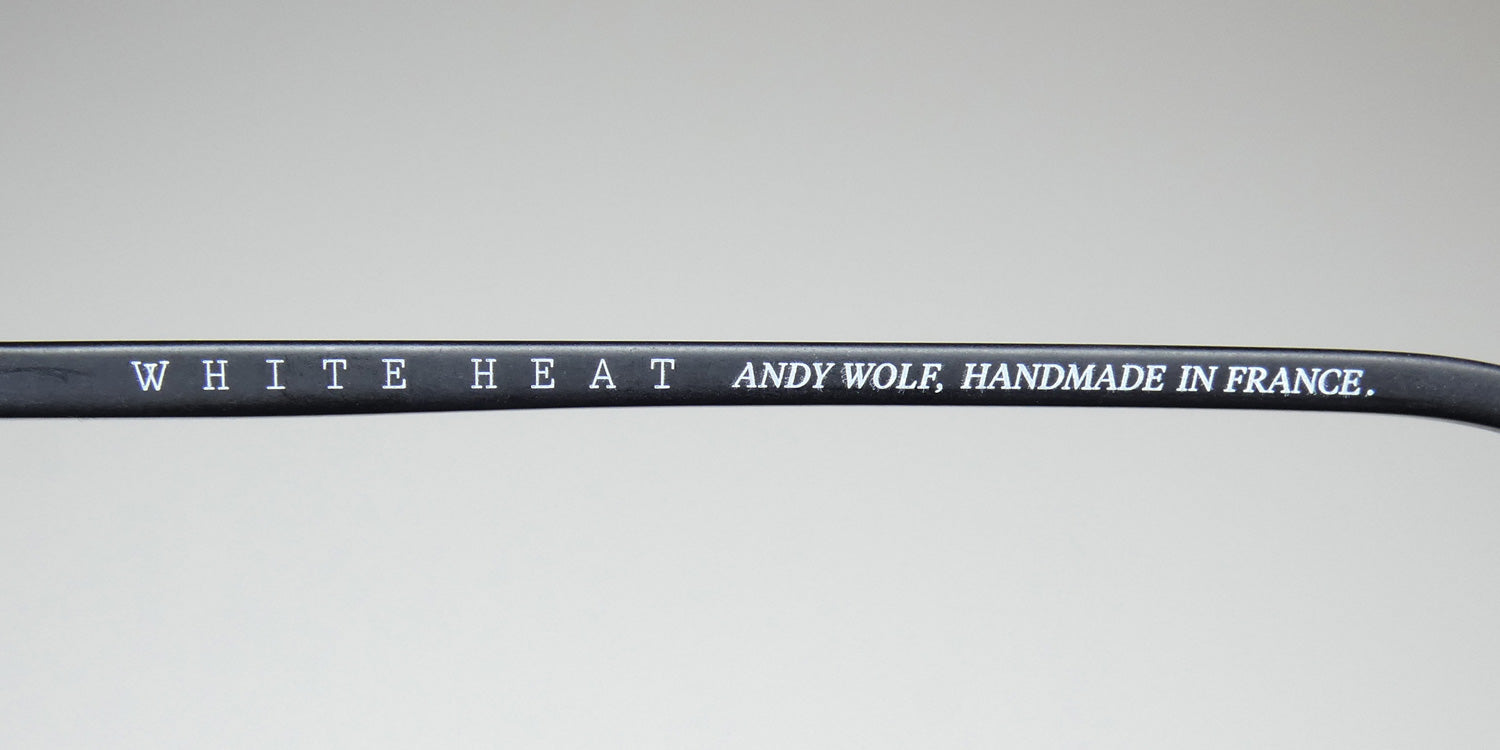 WHITE HEAT ANDY WOLF, HANDMADE IN FRANCE.